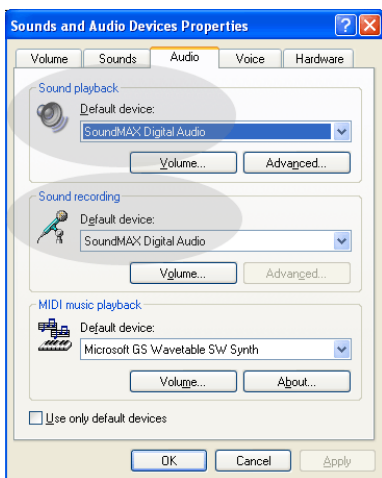 Sounds and Audio Devices Properties
Volume Sounds Audio Voice Hardware
Sound playback
Default device:
SoundMAX Digital Audio
Volume... Advanced...
Sound recording
Default device:
SoundMAX Digital Audio
Volume... Advanced...
MIDI music playback
Default device:
Microsoft GS Wavetable SW Synth
Volume... About...
Use only default devices
OK Cancel Apply